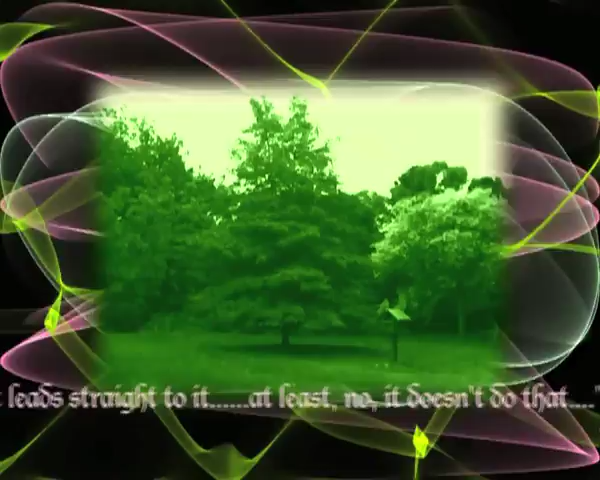 leads straight to it......at least, no, it doesn't do that...."